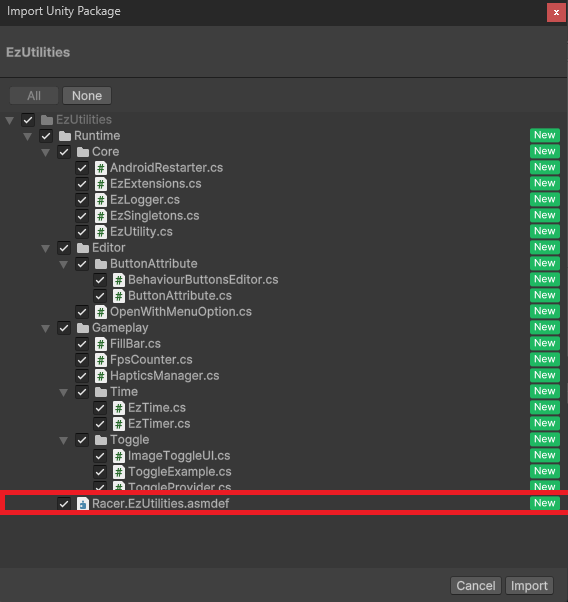 Import Unity Package
x
EzUtilities
All None
EzUtilities
Runtime New
Core New
AndroidRestarter.cs New
EzExtensions.cs New
EzLogger.cs New
EzSingletons.cs New
EzUtility.cs New
Editor New
ButtonAttribute New
BehaviourButtonsEditor.cs New
ButtonAttribute.cs New
OpenWithMenuOption.cs New
Gameplay New
FillBar.cs New
FpsCounter.cs New
HapticsManager.cs New
Time New
EzTime.cs New
EzTimer.cs New
Toggle New
ImageToggleUI.cs New
ToggleExample.cs New
ToggleProvider.cs New
Racer.EzUtilities.asmdef New
Cancel Import